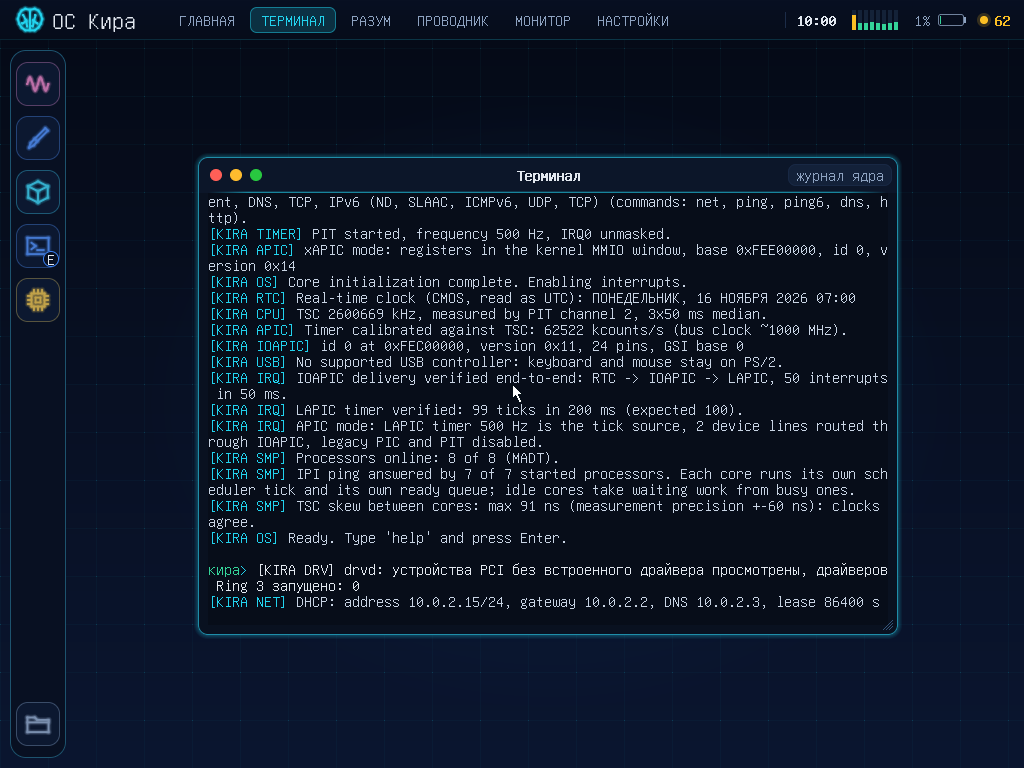 ОС Кира
ГЛАВНАЯ ТЕРМИНАЛ РАЗУМ ПРОВОДНИК МОНИТОР НАСТРОЙКИ
10:00 1% 62
E
Терминал
журнал ядра
ent, DNS, TCP, IPv6 (ND, SLAAC, ICMPv6, UDP, TCP) (commands: net, ping, ping6, dns, h
ttp).
[KIRA TIMER] PIT started, frequency 500 Hz, IRQ0 unmasked.
[KIRA APIC] xAPIC mode: registers in the kernel MMIO window, base 0xFEE00000, id 0, v
ersion 0x14
[KIRA OS] Core initialization complete. Enabling interrupts.
[KIRA RTC] Real-time clock (CMOS, read as UTC): ПОНЕДЕЛЬНИК, 16 НОЯБРЯ 2026 07:00
[KIRA CPU] TSC 2600669 kHz, measured by PIT channel 2, 3x50 ms median.
[KIRA APIC] Timer calibrated against TSC: 62522 kcounts/s (bus clock ~1000 MHz).
[KIRA IOAPIC] id 0 at 0xFEC00000, version 0x11, 24 pins, GSI base 0
[KIRA USB] No supported USB controller: keyboard and mouse stay on PS/2.
[KIRA IRQ] IOAPIC delivery verified end-to-end: RTC -> IOAPIC -> LAPIC, 50 interrupts
in 50 ms.
[KIRA IRQ] LAPIC timer verified: 99 ticks in 200 ms (expected 100).
[KIRA IRQ] APIC mode: LAPIC timer 500 Hz is the tick source, 2 device lines routed th
rough IOAPIC, legacy PIC and PIT disabled.
[KIRA SMP] Processors online: 8 of 8 (MADT).
[KIRA SMP] IPI ping answered by 7 of 7 started processors. Each core runs its own sch
eduler tick and its own ready queue; idle cores take waiting work from busy ones.
[KIRA SMP] TSC skew between cores: max 91 ns (measurement precision +-60 ns): clocks
agree.
[KIRA OS] Ready. Type 'help' and press Enter.
кира> [KIRA DRV] drvd: устройства PCI без встроенного драйвера просмотрены, драйверов
Ring 3 запущено: 0
[KIRA NET] DHCP: address 10.0.2.15/24, gateway 10.0.2.2, DNS 10.0.2.3, lease 86400 s